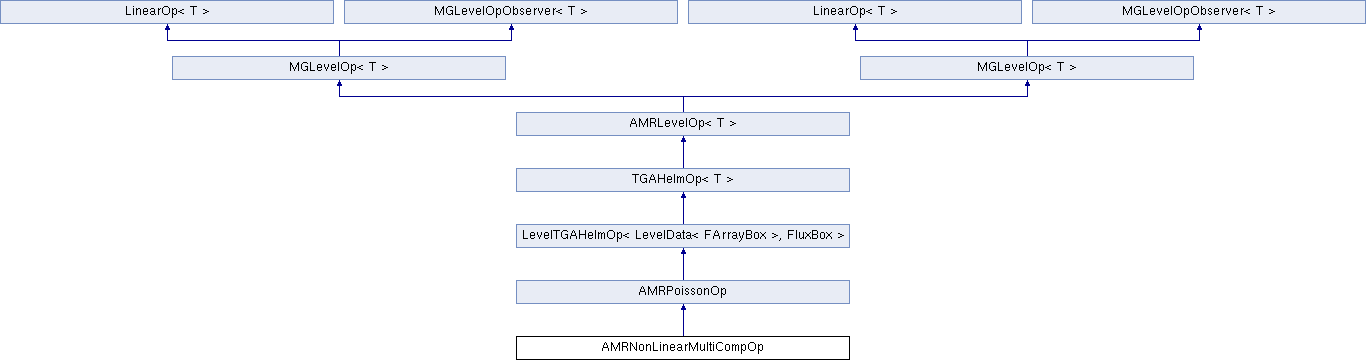 LinearOp< T >
MGLevelOpObserver< T >
LinearOp< T >
MGLevelOpObserver< T >
MGLevelOp< T >
MGLevelOp< T >
AMRLevelOp< T >
TGAHelmOp< T >
LevelTGAHelmOp< LevelData< FArrayBox >, FluxBox >
AMRPoissonOp
AMRNonLinearMultiCompOp